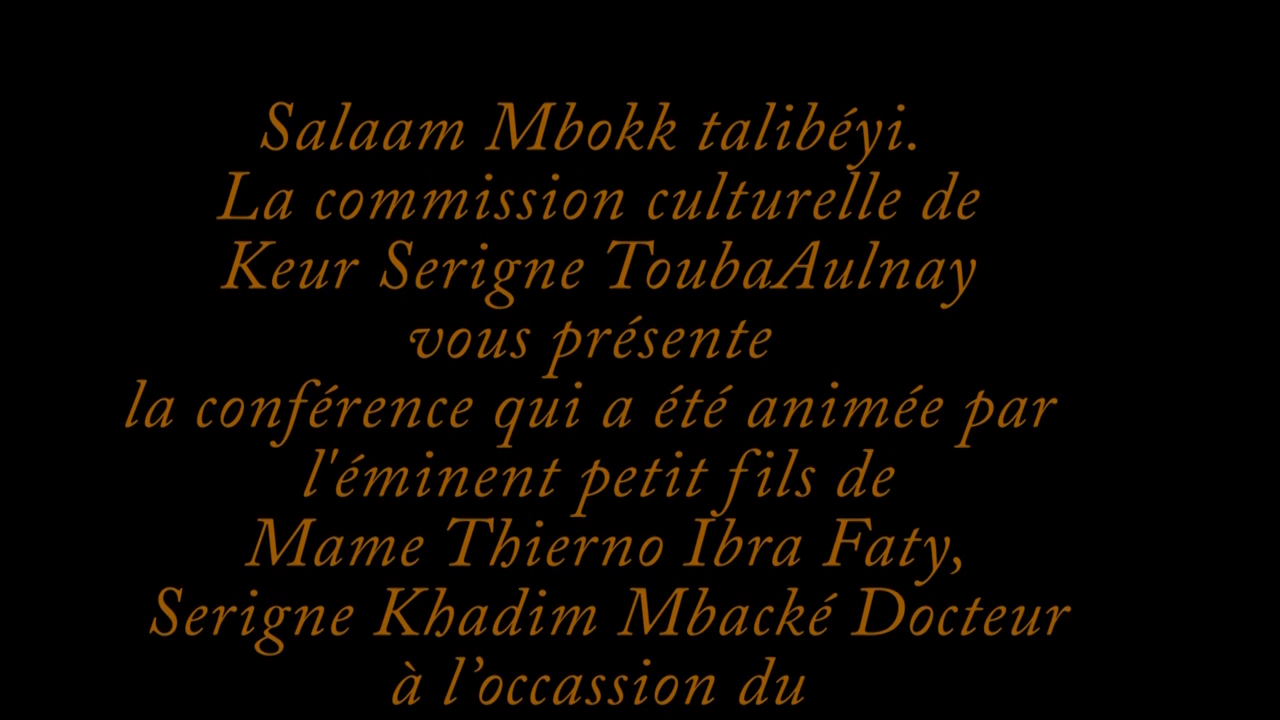 Salaam Mbokk talibéyi.
La commission culturelle de
Keur Serigne ToubaAulnay
vous présente
la conférence qui a été animée par
l'éminent petit fils de
Mame Thierno Ibra Faty,
Serigne Khadim Mbacké Docteur
à l’occassion du